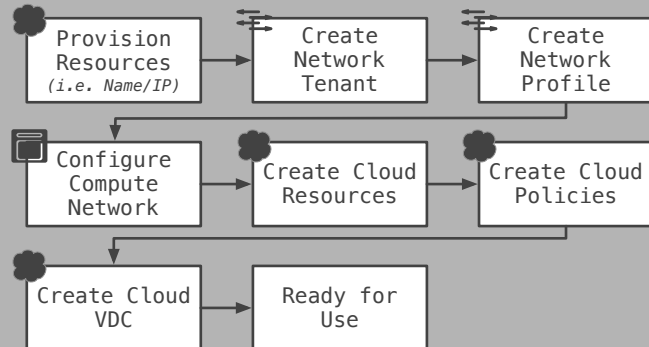 Provision
Resources
(i.e. Name/IP)
Create
Network
Tenant
Create
Network
Profile
Configure
Compute
Network
Create Cloud
Resources
Create Cloud
Policies
Create Cloud
VDC
Ready for
Use